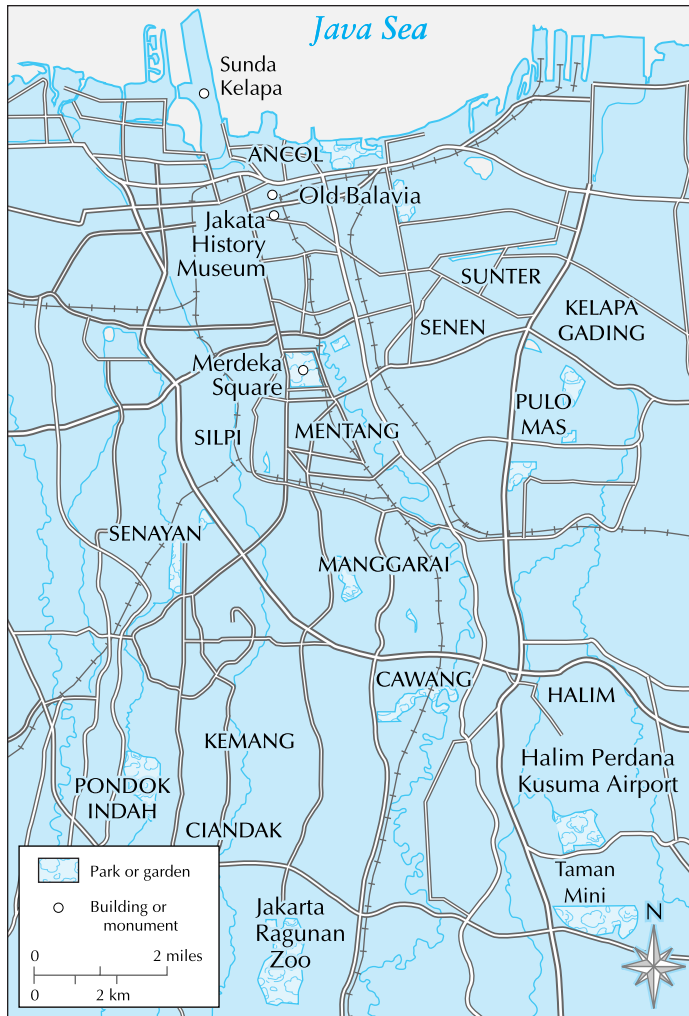 Java Sea
Sunda
Kelapa
ANCOL
Old Balavia
Jakata
History
Museum
SUNTER
KELAPA
GADING
SENEN
Merdeka
Square
PULO
MAS
SILPI
MENTANG
SENAYAN
MANGGARAI
CAWANG
HALIM
KEMANG
Halim Perdana
Kusuma Airport
PONDOK
INDAH
CIANDAK
Taman
Mini
Jakarta
Ragunan
Zoo
N
Park or garden
Building or
monument
0 2 miles
0 2 km